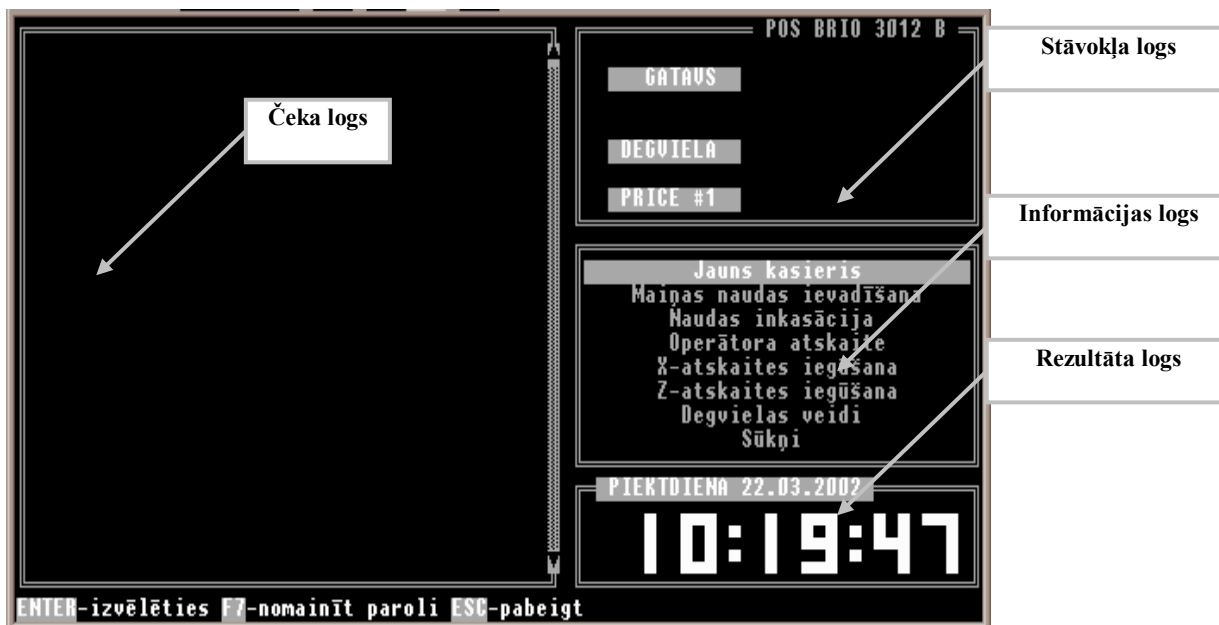 POS BRIO 3012 B
Stāvokļa logs
GATAVS
Čeka logs
DEGVIELA
PRICE #1
Informācijas logs
Jauns kasieris
Maiņas naudas ievadīšana
Naudas inkasācija
Operātora atskaite
X-atskaites iegūšana
Z-atskaites iegūšana
Degvielas veidi
Sūkņi
Rezultāta logs
PIEKTDIENA 22.03.2002
10:19:47
ENTER-izvēlēties F7-nomainīt paroli ESC-pabeigt